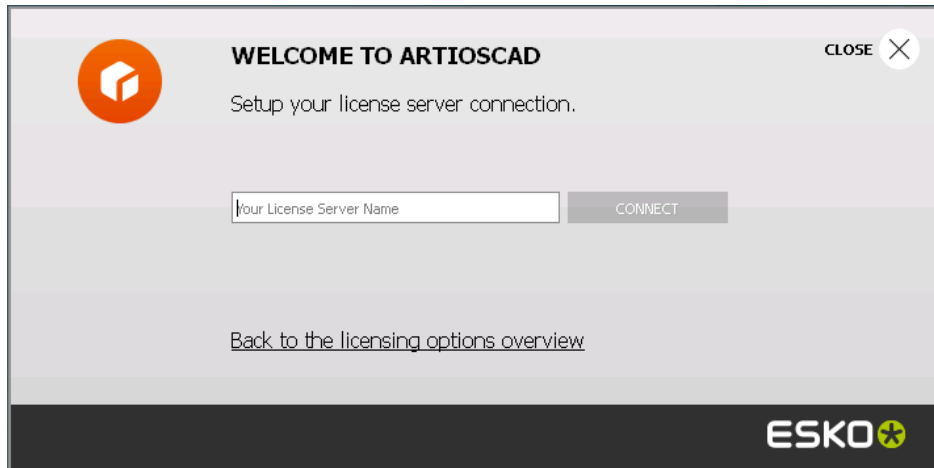 WELCOME TO ARTIOSCAD
CLOSE
Setup your license server connection.
Your License Server Name
CONNECT
Back to the licensing options overview
ESKO